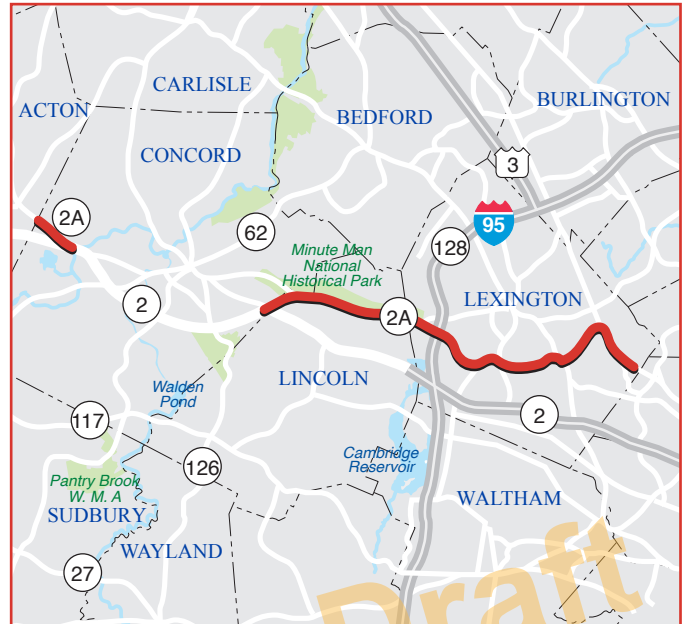 CARLISLE
ACTON
BURLINGTON
BEDFORD
CONCORD
3
2A
95
62
128
Minute Man
National
Historical Park
LEXINGTON
2
2A
LINCOLN
Walden
Pond
117
2
Cambridge
Reservoir
126
Pantry Brook
W. M. A
WALTHAM
SUDBURY
WAYLAND
27
Draft